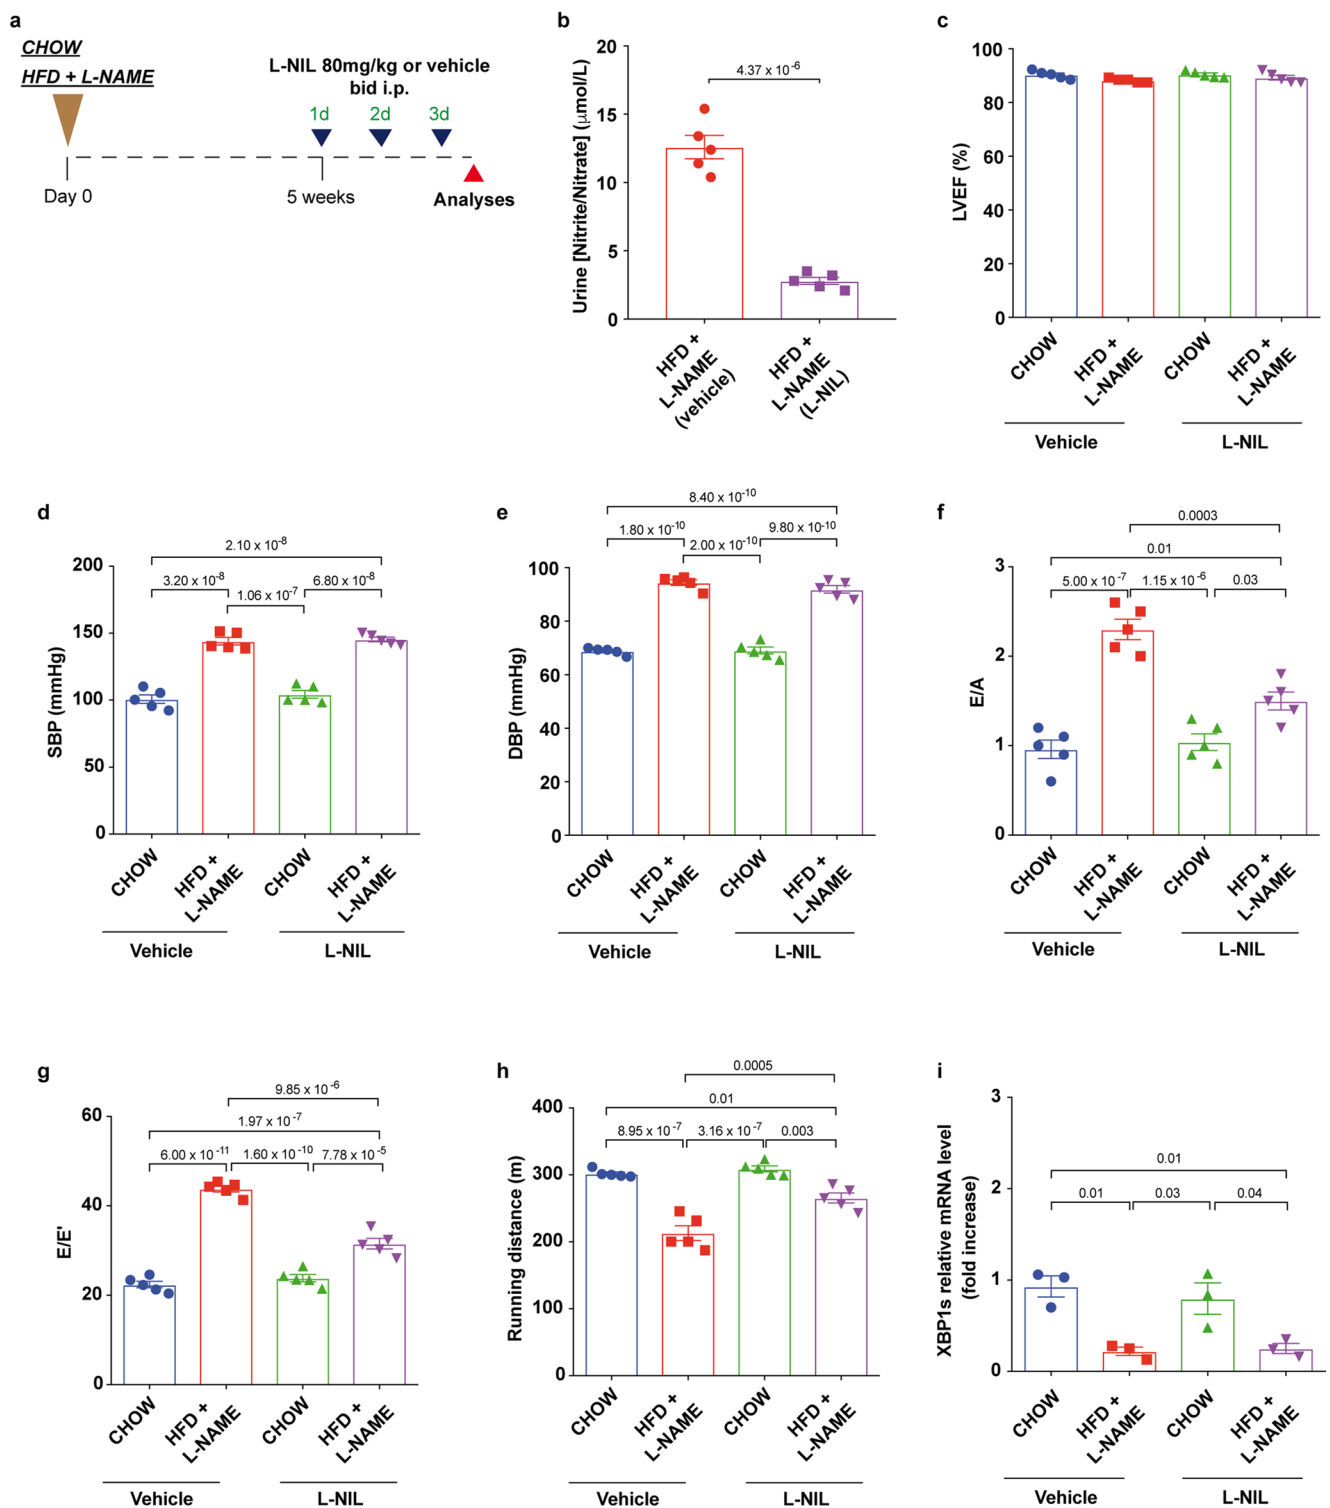 a
CHOW
HFD + L-NAME
L-NIL 80mg/kg or vehicle
bid i.p.
1d 2d 3d
Day 0
5 weeks
Analyses
b
Urine [Nitrite/Nitrate] (µmol/L)
20
15
10
5
0
4.37 x 10-6
HFD +
L-NAME
(vehicle)
HFD +
L-NAME
(L-NIL)
c
LVEF (%)
100
80
60
40
20
0
CHOW
HFD +
L-NAME
CHOW
HFD +
L-NAME
Vehicle
L-NIL
d
SBP (mmHg)
200
150
100
50
0
2.10 x 10-8
3.20 x 10-8
6.80 x 10-8
1.06 x 10-7
CHOW
HFD +
L-NAME
CHOW
HFD +
L-NAME
Vehicle
L-NIL
e
DBP (mmHg)
100
80
60
40
20
0
8.40 x 10-10
1.80 x 10-10
9.80 x 10-10
2.00 x 10-10
CHOW
HFD +
L-NAME
CHOW
HFD +
L-NAME
Vehicle
L-NIL
f
E/A
3
2
1
0
0.0003
0.01
5.00 x 10-7
1.15 x 10-6
0.03
CHOW
HFD +
L-NAME
CHOW
HFD +
L-NAME
Vehicle
L-NIL
g
E/E'
60
40
20
0
9.85 x 10-6
1.97 x 10-7
6.00 x 10-11
1.60 x 10-10
7.78 x 10-5
CHOW
HFD +
L-NAME
CHOW
HFD +
L-NAME
Vehicle
L-NIL
h
Running distance (m)
400
300
200
100
0
0.0005
0.01
8.95 x 10-7
3.16 x 10-7
0.003
CHOW
HFD +
L-NAME
CHOW
HFD +
L-NAME
Vehicle
L-NIL
i
XBP1s relative mRNA level
(fold increase)
3
2
1
0
0.01
0.01
0.03
0.04
CHOW
HFD +
L-NAME
CHOW
HFD +
L-NAME
Vehicle
L-NIL